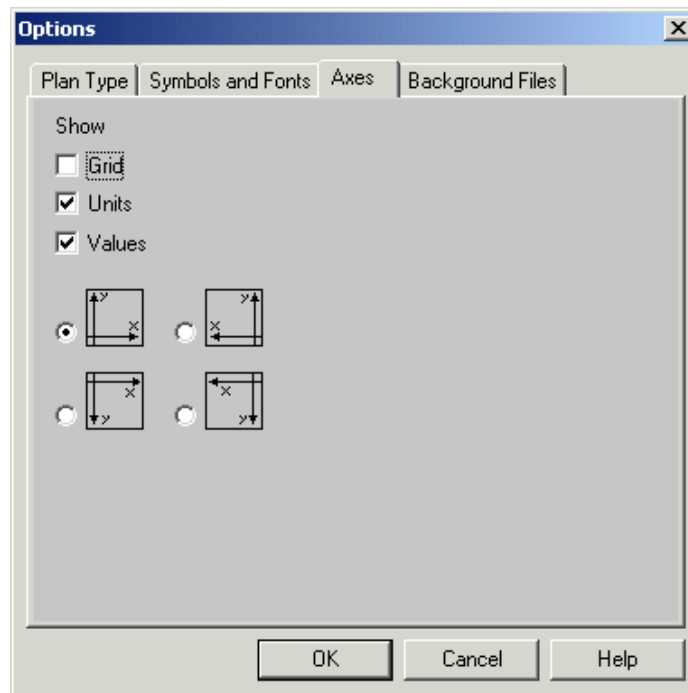 Options
Plan Type Symbols and Fonts Axes Background Files
Show
Grid
Units
Values
y x y x
x y x y
OK Cancel Help